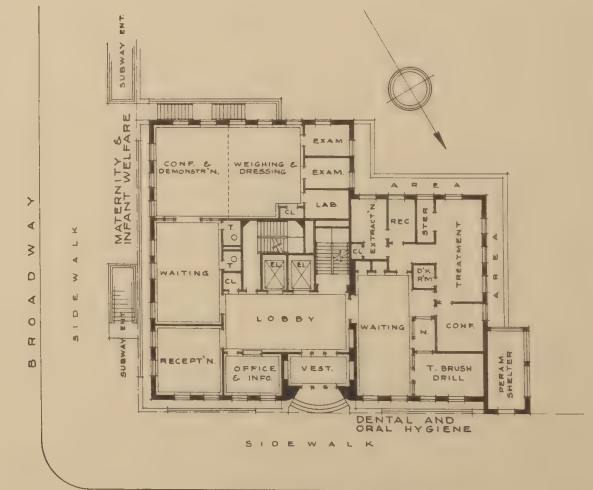 SUBWAY ENT.
BROADWAY
SIDEWALK
MATERNITY &
INFANT WELFARE
SUBWAY ENT.
CONF. &
DEMONSTR'N.
WEIGHING &
DRESSING
EXAM.
EXAM.
LAB.
CL.
T
T
CL.
EL.
EL.
WAITING
LOBBY
RECEPT'N.
OFFICE
& INFO.
VEST.
AREA
EXTRACT'N.
CL.
REC.
STER.
TREATMENT
AREA
D'K
R'M
WAITING
N.
CONF.
T. BRUSH
DRILL
PERAM.
SHELTER
DENTAL AND
ORAL HYGIENE
SIDEWALK